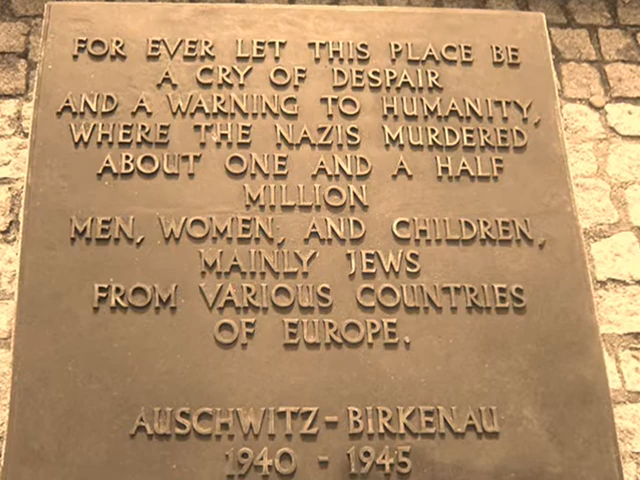 FOR EVER LET THIS PLACE BE
A CRY OF DESPAIR
AND A WARNING TO HUMANITY,
WHERE THE NAZIS MURDERED
ABOUT ONE AND A HALF
MILLION
MEN, WOMEN, AND CHILDREN,
MAINLY JEWS
FROM VARIOUS COUNTRIES
OF EUROPE.
AUSCHWITZ - BIRKENAU
1940 - 1945